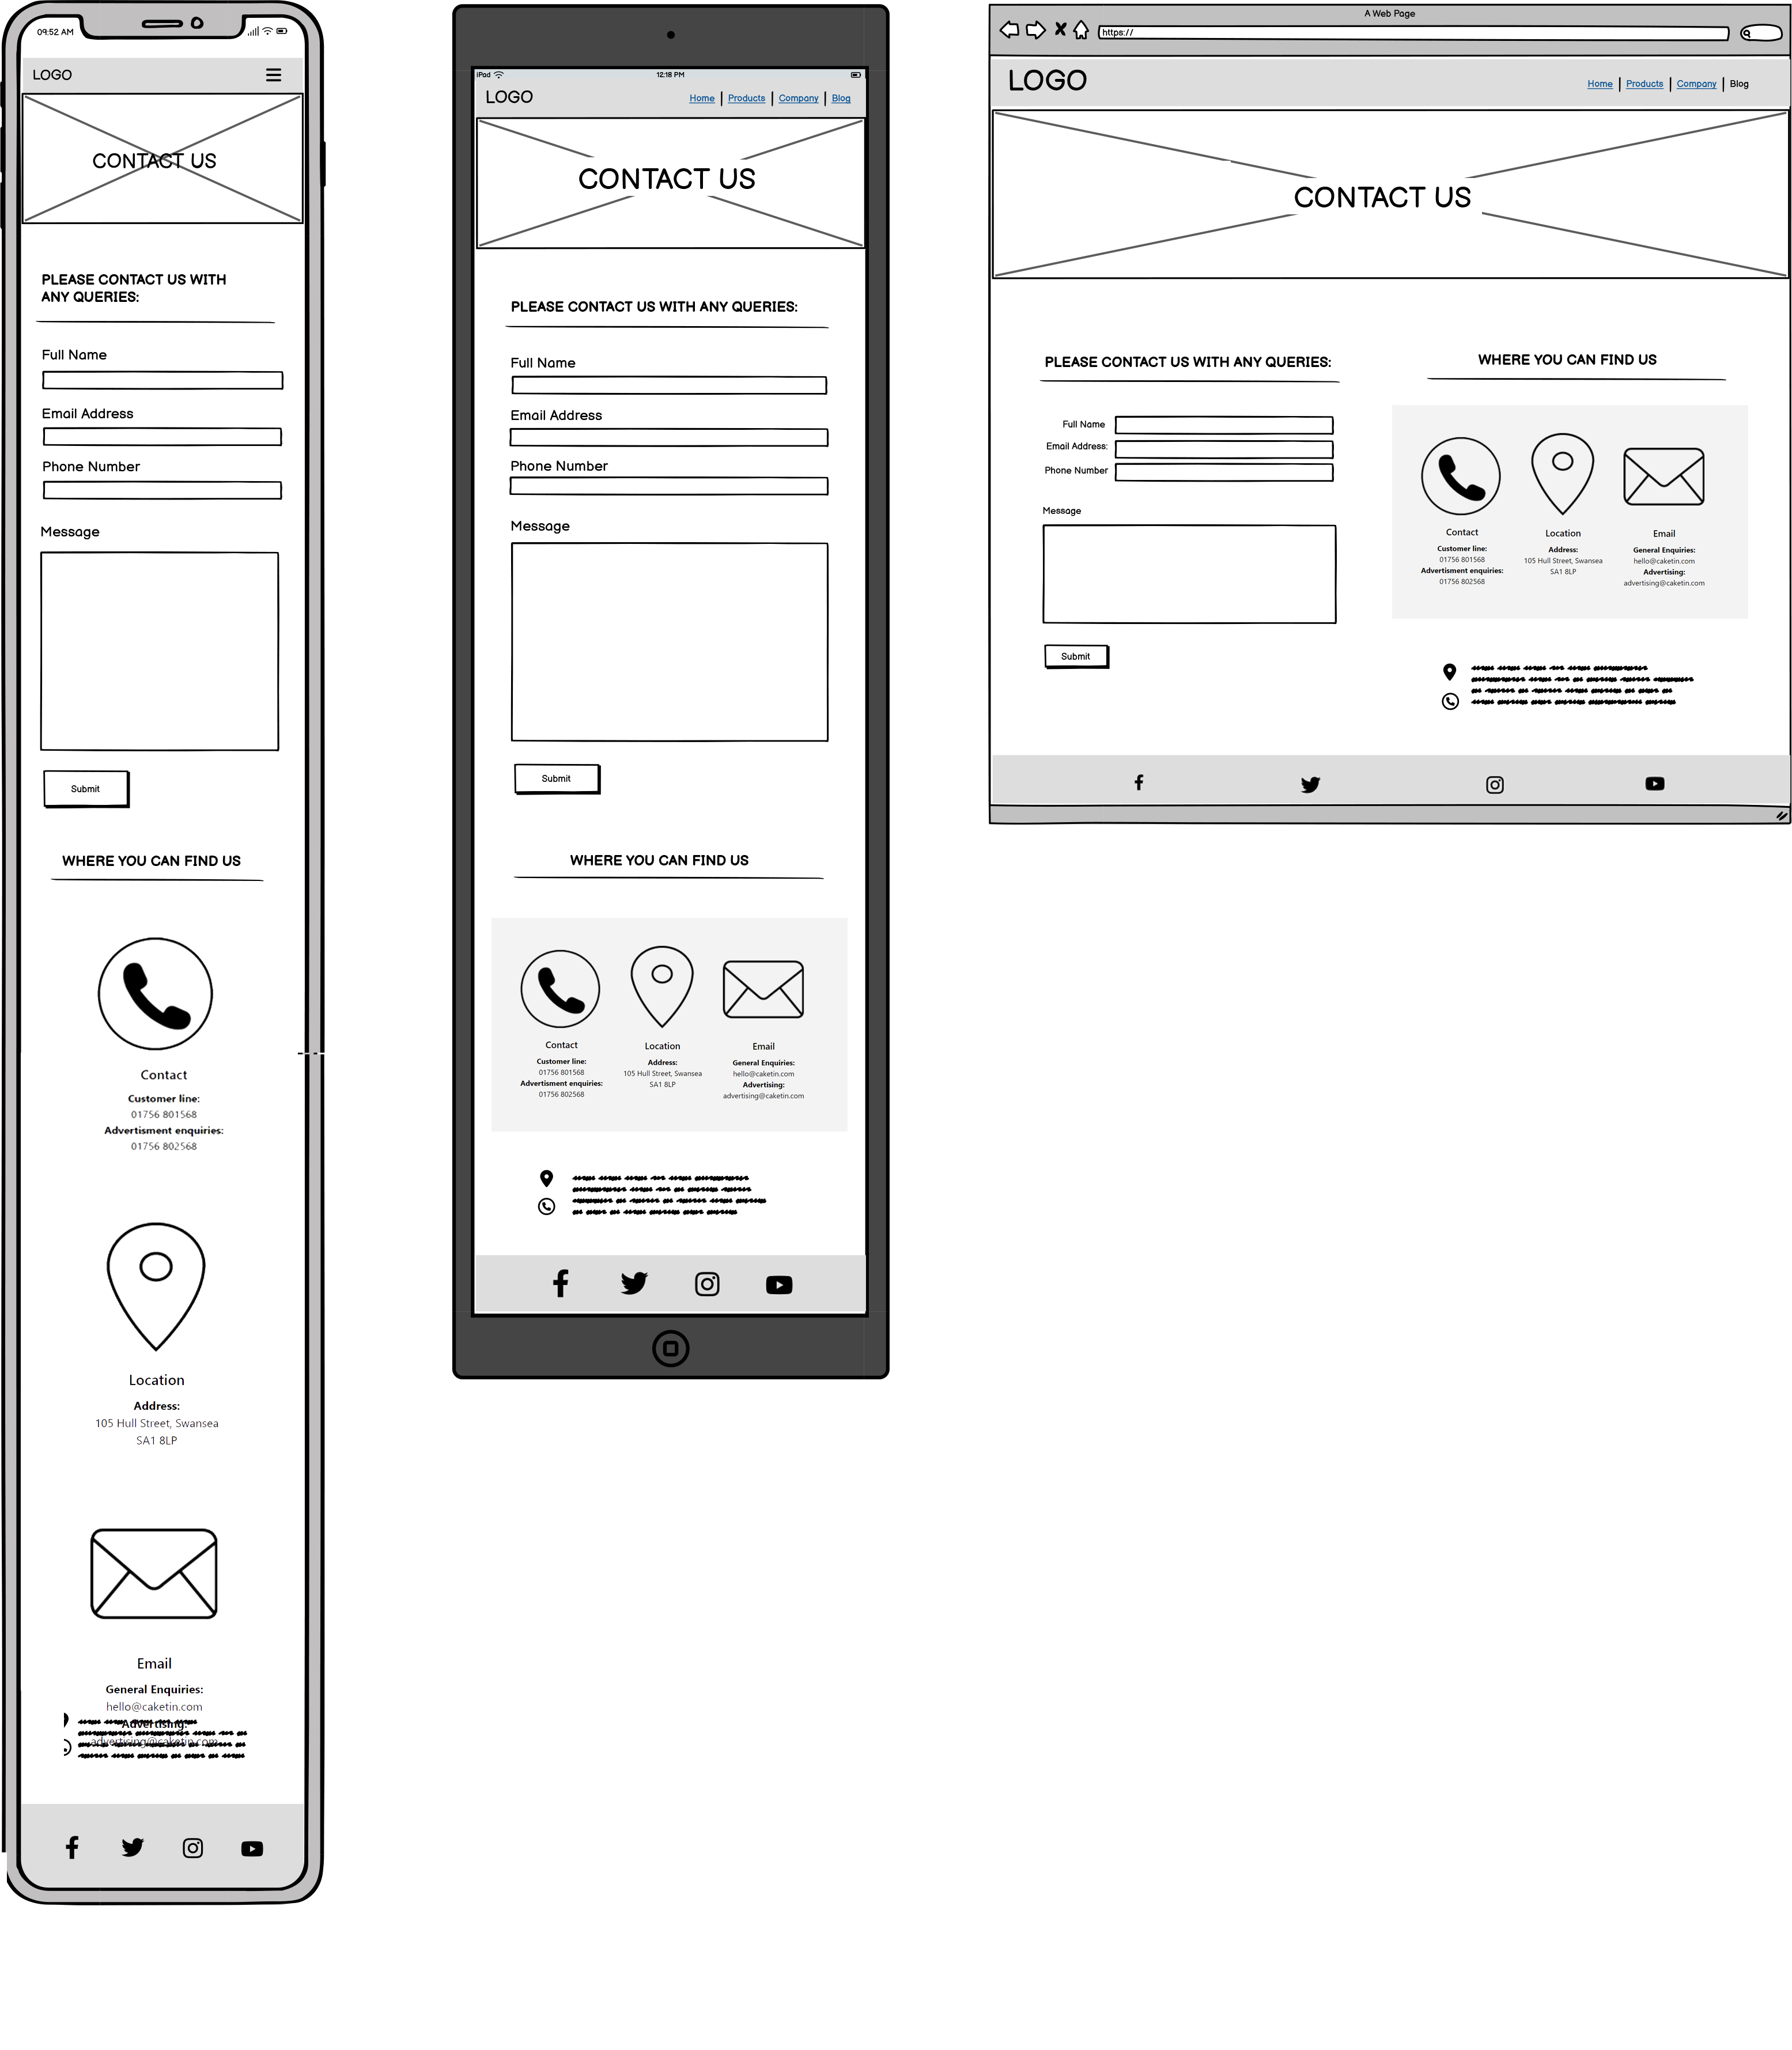 09:52 AM
LOGO
CONTACT US
PLEASE CONTACT US WITH
ANY QUERIES:
Full Name
Email Address
Phone Number
Message
Submit
WHERE YOU CAN FIND US
Contact
Customer line:
01756 801568
Advertisment enquiries:
01756 802568
Location
Address:
105 Hull Street, Swansea
SA1 8LP
Email
General Enquiries:
hello@caketin.com
Advertising:
advertising@caketin.com
iPad
12:18 PM
LOGO
Home | Products | Company | Blog
CONTACT US
PLEASE CONTACT US WITH ANY QUERIES:
Full Name
Email Address
Phone Number
Message
Submit
WHERE YOU CAN FIND US
Contact
Customer line:
01756 801568
Advertisment enquiries:
01756 802568
Location
Address:
105 Hull Street, Swansea
SA1 8LP
Email
General Enquiries:
hello@caketin.com
Advertising:
advertising@caketin.com
A Web Page
https://
LOGO
Home | Products | Company | Blog
CONTACT US
PLEASE CONTACT US WITH ANY QUERIES:
Full Name
Email Address:
Phone Number
Message
Submit
WHERE YOU CAN FIND US
Contact
Customer line:
01756 801568
Advertisment enquiries:
01756 802568
Location
Address:
105 Hull Street, Swansea
SA1 8LP
Email
General Enquiries:
hello@caketin.com
Advertising:
advertising@caketin.com